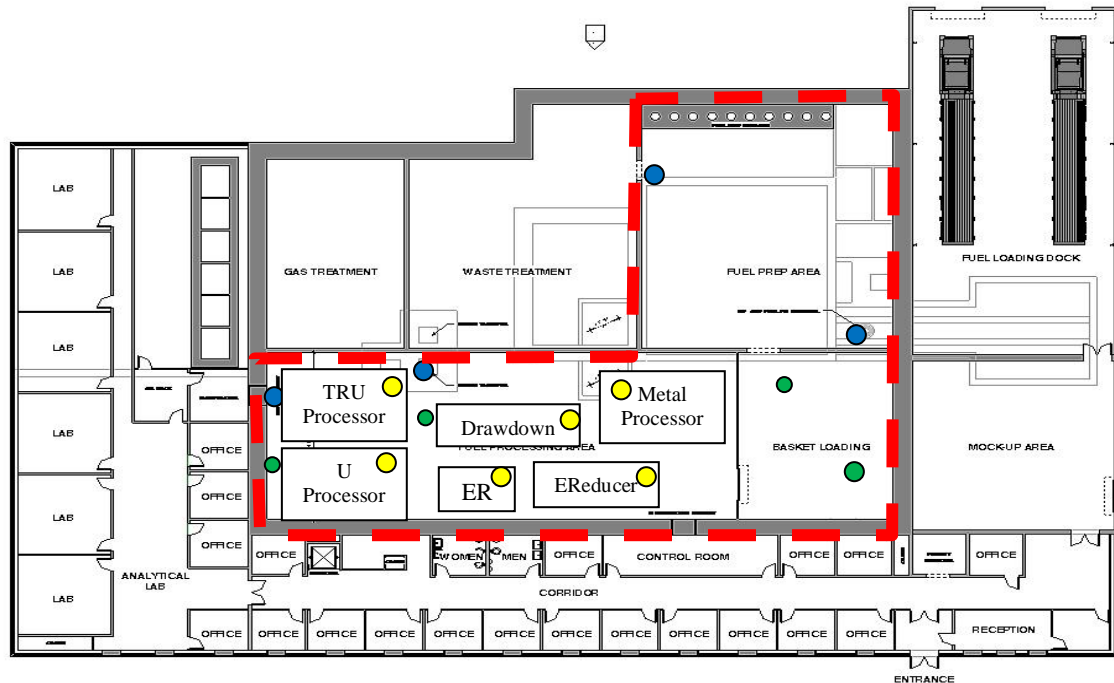 LAB
GAS TREATMENT
WASTE TREATMENT
FUEL PREP AREA
FUEL LOADING DOCK
LAB
LAB
LAB
TRU
Processor
Metal
Processor
Drawdown
LAB
OFFICE
FUEL PROCESSING AREA
BASKET LOADING
MOCK-UP AREA
U
Processor
ER
EReducer
LAB
OFFICE
OFFICE
OFFICE
WOMEN
MEN
OFFICE
CONTROL ROOM
OFFICE
OFFICE
OFFICE
ANALYTICAL
LAB
LAB
CORRIDOR
OFFICE
OFFICE
OFFICE
OFFICE
OFFICE
OFFICE
OFFICE
OFFICE
OFFICE
OFFICE
OFFICE
RECEPTION
ENTRANCE